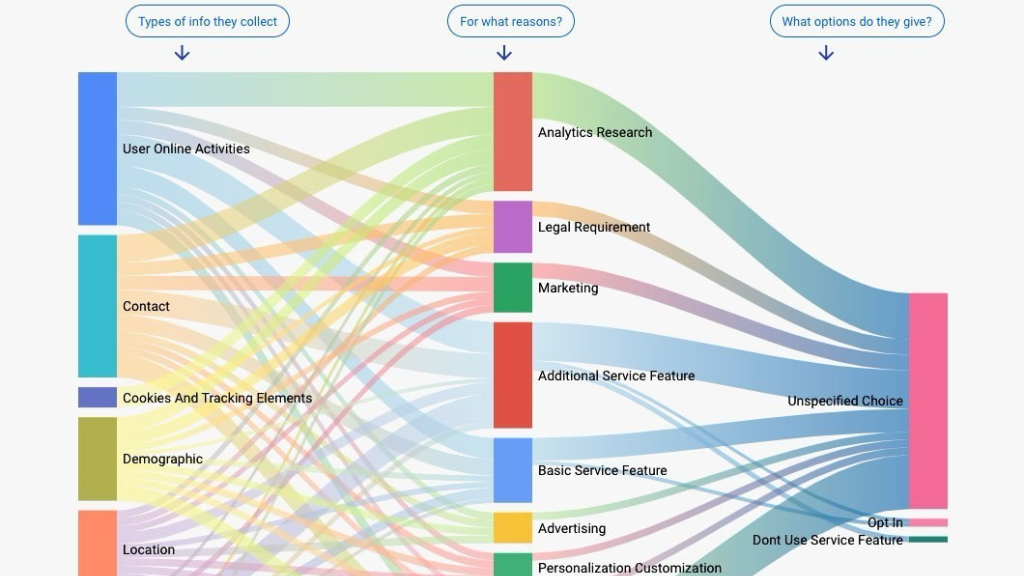 Types of info they collect
For what reasons?
What options do they give?
User Online Activities
Contact
Cookies And Tracking Elements
Demographic
Location
Analytics Research
Legal Requirement
Marketing
Additional Service Feature
Basic Service Feature
Advertising
Personalization Customization
Unspecified Choice
Opt In
Dont Use Service Feature